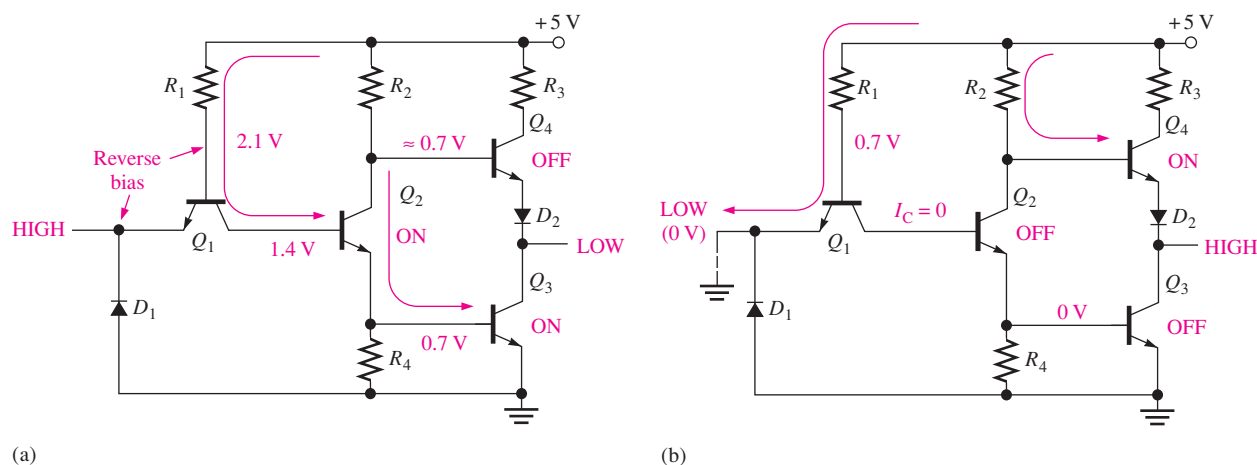 +5 V
R1
R2
R3
2.1 V
Q4
≈ 0.7 V
OFF
Reverse
bias
Q2
D2
HIGH
Q1
1.4 V
ON
LOW
Q3
D1
ON
0.7 V
R4
(a)
+5 V
R1
R2
R3
Q4
0.7 V
ON
Q2
LOW
(0 V)
IC = 0
D2
Q1
OFF
HIGH
Q3
D1
0 V
OFF
R4
(b)